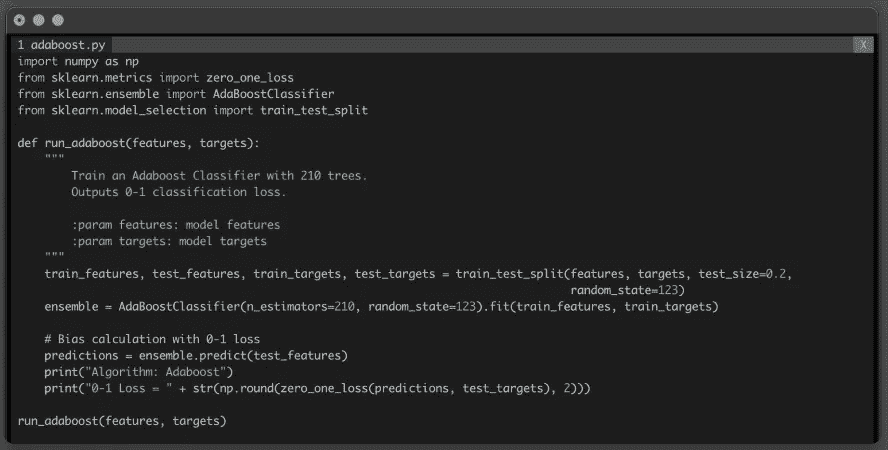 1 adaboost.py X
import numpy as np
from sklearn.metrics import zero_one_loss
from sklearn.ensemble import AdaBoostClassifier
from sklearn.model_selection import train_test_split
def run_adaboost(features, targets):
"""
Train an Adaboost Classifier with 210 trees.
Outputs 0-1 classification loss.
:param features: model features
:param targets: model targets
"""
train_features, test_features, train_targets, test_targets = train_test_split(features, targets, test_size=0.2,
random_state=123)
ensemble = AdaBoostClassifier(n_estimators=210, random_state=123).fit(train_features, train_targets)
# Bias calculation with 0-1 loss
predictions = ensemble.predict(test_features)
print("Algorithm: Adaboost")
print("0-1 Loss = " + str(np.round(zero_one_loss(predictions, test_targets), 2)))
run_adaboost(features, targets)